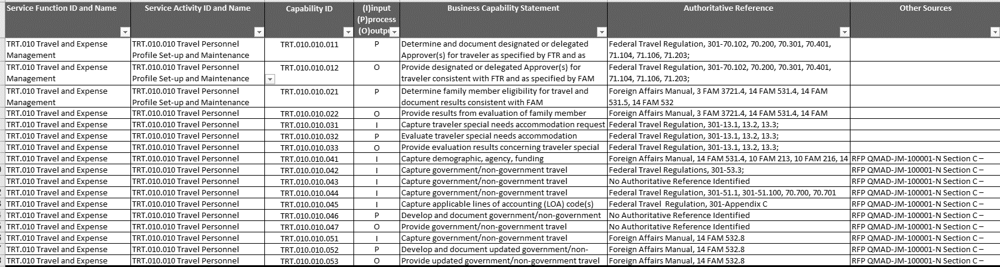 Service Function ID and Name | Service Activity ID and Name | Capability ID | (I)input (P)process (O)outpu | Business Capability Statement | Authoritative Reference | Other Sources
TRT.010 Travel and Expense Management | TRT.010.010 Travel Personnel Profile Set-up and Maintenance | TRT.010.010.011 | P | Determine and document designated or delegated Approver(s) for traveler as specified by FTR and as | Federal Travel Regulation, 301-70.102, 70.200, 70.301, 70.401, 71.104, 71.106, 71.203;
TRT.010 Travel and Expense Management | TRT.010.010 Travel Personnel Profile Set-up and Maintenance | TRT.010.010.012 | O | Provide designated or delegated Approver(s) for traveler consistent with FTR and as specified by FAM | Federal Travel Regulation, 301-70.102, 70.200, 70.301, 70.401, 71.104, 71.106, 71.203;
TRT.010 Travel and Expense Management | TRT.010.010 Travel Personnel Profile Set-up and Maintenance | TRT.010.010.021 | P | Determine family member eligibility for travel and document results consistent with FAM | Foreign Affairs Manual, 3 FAM 3721.4, 14 FAM 531.4, 14 FAM 531.5, 14 FAM 532
TRT.010 Travel and Expense | TRT.010.010 Travel Personnel | TRT.010.010.022 | O | Provide results from evaluation of family member | Foreign Affairs Manual, 3 FAM 3721.4, 14 FAM 531.4, 14 FAM
TRT.010 Travel and Expense | TRT.010.010 Travel Personnel | TRT.010.010.031 | I | Capture traveler special needs accommodation request | Federal Travel Regulation, 301-13.1, 13.2, 13.3;
TRT.010 Travel and Expense | TRT.010.010 Travel Personnel | TRT.010.010.032 | P | Evaluate traveler special needs accommodation | Federal Travel Regulation, 301-13.1, 13.2, 13.3;
TRT.010 Travel and Expense | TRT.010.010 Travel Personnel | TRT.010.010.033 | O | Provide evaluation results concerning traveler special | Federal Travel Regulation, 301-13.1, 13.2, 13.3;
TRT.010 Travel and Expense | TRT.010.010 Travel Personnel | TRT.010.010.041 | I | Capture demographic, agency, funding | Foreign Affairs Manual, 14 FAM 531.4, 10 FAM 213, 10 FAM 216, 14 | RFP QMAD-JM-100001-N Section C –
TRT.010 Travel and Expense | TRT.010.010 Travel Personnel | TRT.010.010.042 | I | Capture government/non-government travel | Federal Travel Regulations, 301-53.3; | RFP QMAD-JM-100001-N Section C –
TRT.010 Travel and Expense | TRT.010.010 Travel Personnel | TRT.010.010.043 | I | Capture government/non-government travel | No Authoritative Reference Identified | RFP QMAD-JM-100001-N Section C –
TRT.010 Travel and Expense | TRT.010.010 Travel Personnel | TRT.010.010.044 | I | Capture government/non-government travel | Federal Travel Regulation, 301-51.1, 301-51.100, 70.700, 70.701 | RFP QMAD-JM-100001-N Section C –
TRT.010 Travel and Expense | TRT.010.010 Travel Personnel | TRT.010.010.045 | I | Capture applicable lines of accounting (LOA) code(s) | Federal Travel  Regulation, 301-Appendix C | RFP QMAD-JM-100001-N Section C –
TRT.010 Travel and Expense | TRT.010.010 Travel Personnel | TRT.010.010.046 | P | Develop and document government/non-government | No Authoritative Reference Identified | RFP QMAD-JM-100001-N Section C –
TRT.010 Travel and Expense | TRT.010.010 Travel Personnel | TRT.010.010.047 | O | Provide government/non-government travel | No Authoritative Reference Identified | RFP QMAD-JM-100001-N Section C –
TRT.010 Travel and Expense | TRT.010.010 Travel Personnel | TRT.010.010.051 | I | Capture government/non-government travel | Foreign Affairs Manual, 14 FAM 532.8 | RFP QMAD-JM-100001-N Section C –
TRT.010 Travel and Expense | TRT.010.010 Travel Personnel | TRT.010.010.052 | P | Develop and document updated government/non- | Foreign Affairs Manual, 14 FAM 532.8 | RFP QMAD-JM-100001-N Section C –
TRT.010 Travel and Expense | TRT.010.010 Travel Personnel | TRT.010.010.053 | O | Provide updated government/non-government travel | Foreign Affairs Manual, 14 FAM 532.8 | RFP QMAD-JM-100001-N Section C –